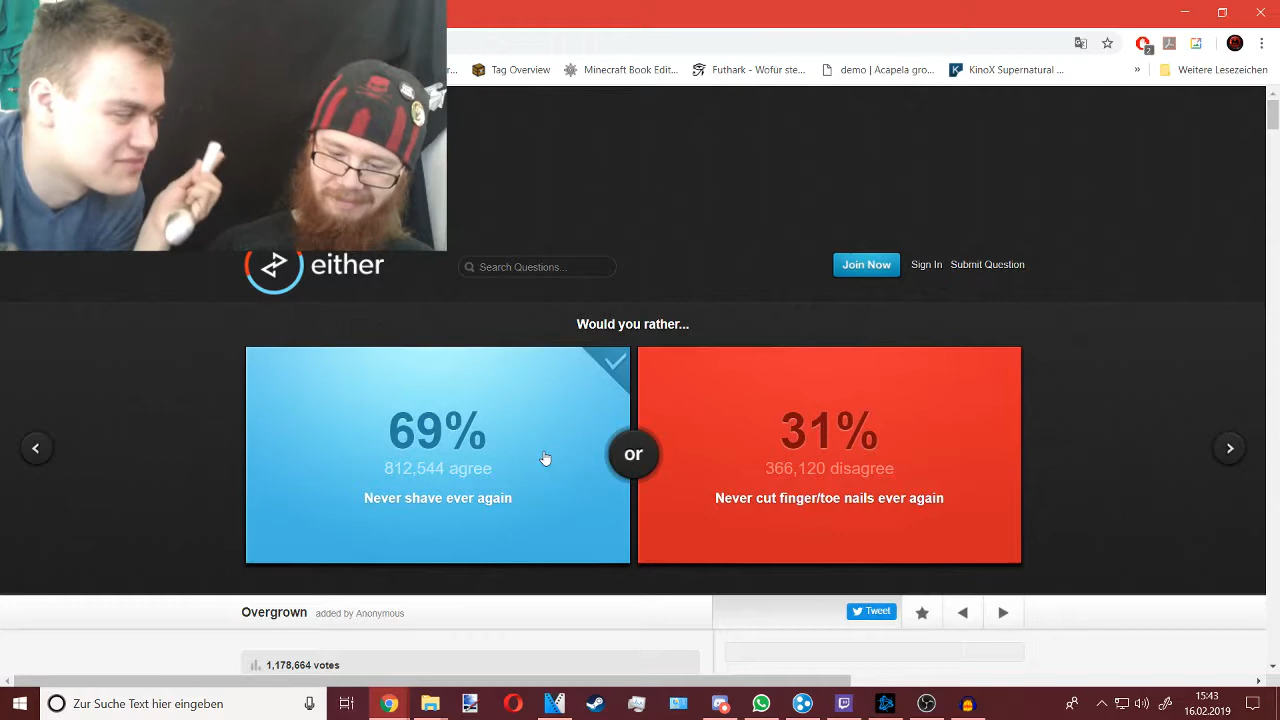 Tag Overview
Minecraft Book Edit...
Futhark - Wofür ste...
demo | Acapela gro...
KinoX Supernatural ...
»
Weitere Lesezeichen
2
either
Search Questions...
Join Now
Sign In
Submit Question
Would you rather...
69%
812,544 agree
Never shave ever again
or
31%
366,120 disagree
Never cut finger/toe nails ever again
Overgrown
added by Anonymous
Tweet
1,178,664 votes
Zur Suche Text hier eingeben
15:43
16.02.2019